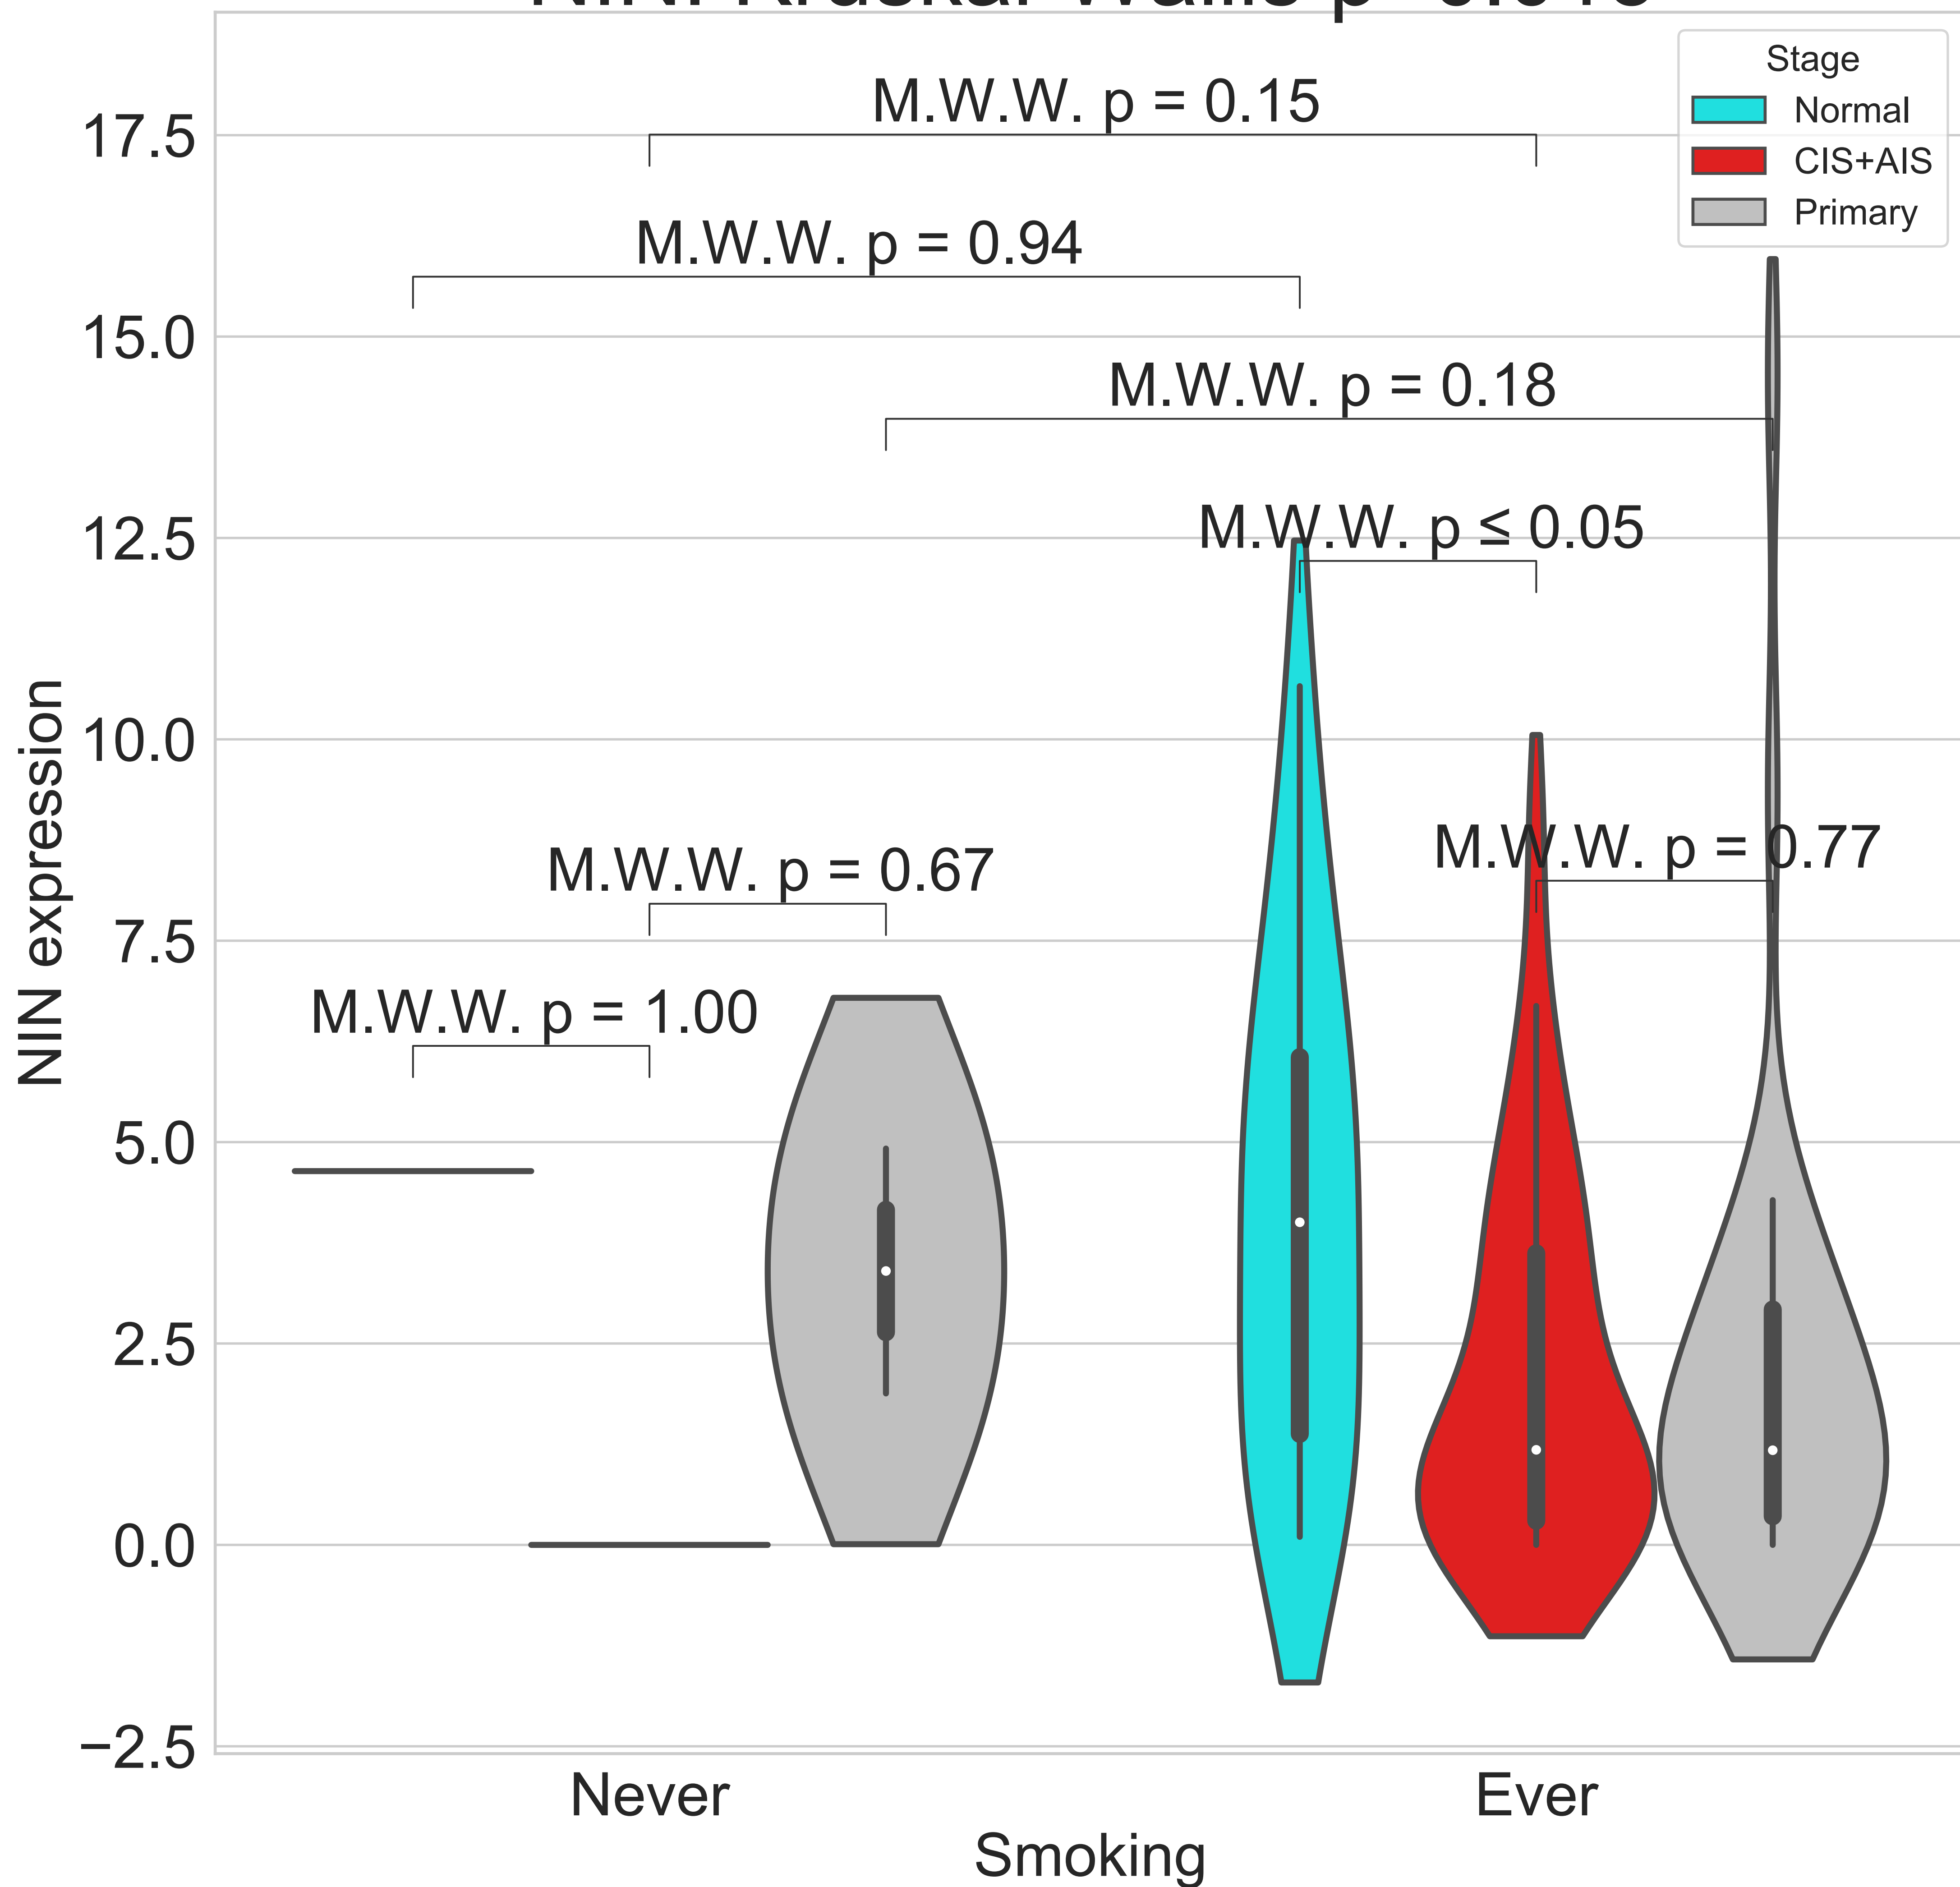 Stage
Normal
CIS+AIS
Primary
M.W.W. p = 0.15
M.W.W. p = 0.94
M.W.W. p = 0.18
M.W.W. p ≤ 0.05
M.W.W. p = 0.77
M.W.W. p = 0.67
M.W.W. p = 1.00
17.5
15.0
12.5
10.0
7.5
5.0
2.5
0.0
−2.5
NIN expression
Never
Ever
Smoking